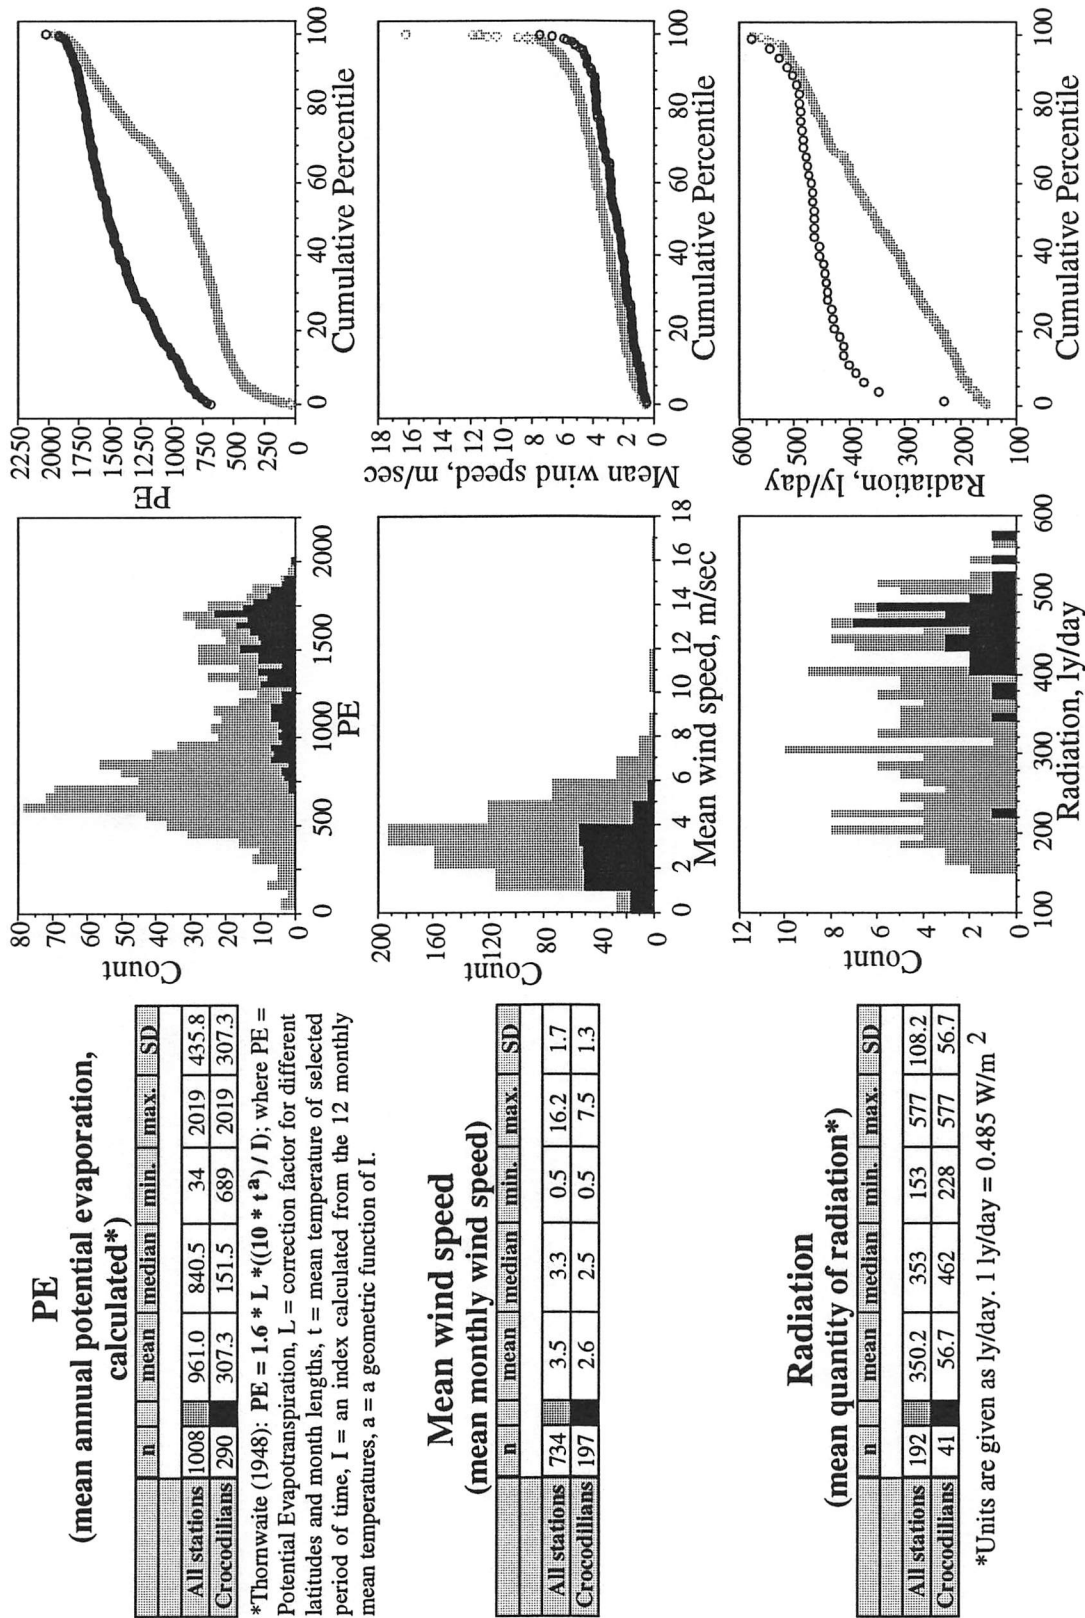 PE
(mean annual potential evaporation,
calculated*)
n mean median min. max. SD
All stations 1008 961.0 840.5 34 2019 435.8
Crocodilians 290 307.3 151.5 689 2019 307.3
*Thornwaite (1948): PE = 1.6 * L *((10 * tᵃ) / I); where PE =
Potential Evapotranspiration, L = correction factor for different
latitudes and month lengths, t = mean temperature of selected
period of time, I = an index calculated from the 12 monthly
mean temperatures, a = a geometric function of I.
80
70
60
50
40
30
20
10
0
Count
0 500 1000 1500 2000
PE
2250
2000
1750
1500
1250
1000
750
500
250
0
PE
0 20 40 60 80 100
Cumulative Percentile
Mean wind speed
(mean monthly wind speed)
n mean median min. max. SD
All stations 734 3.5 3.3 0.5 16.2 1.7
Crocodilians 197 2.6 2.5 0.5 7.5 1.3
200
160
1120
80
40
0
Count
0 2 4 6 8 10 12 14 16 18
Mean wind speed, m/sec
18
16
14
12
10
8
6
4
2
0
Mean wind speed, m/sec
0 20 40 60 80 100
Cumulative Percentile
Radiation
(mean quantity of radiation*)
n mean median min. max. SD
All stations 192 350.2 353 153 577 108.2
Crocodilians 41 56.7 462 228 577 56.7
*Units are given as ly/day. 1 ly/day = 0.485 W/m 2
12
10
8
6
4
2
0
Count
100 200 300 400 500 600
Radiation, ly/day
600
500
400
300
200
100
Radiation, ly/day
0 20 40 60 80 100
Cumulative Percentile